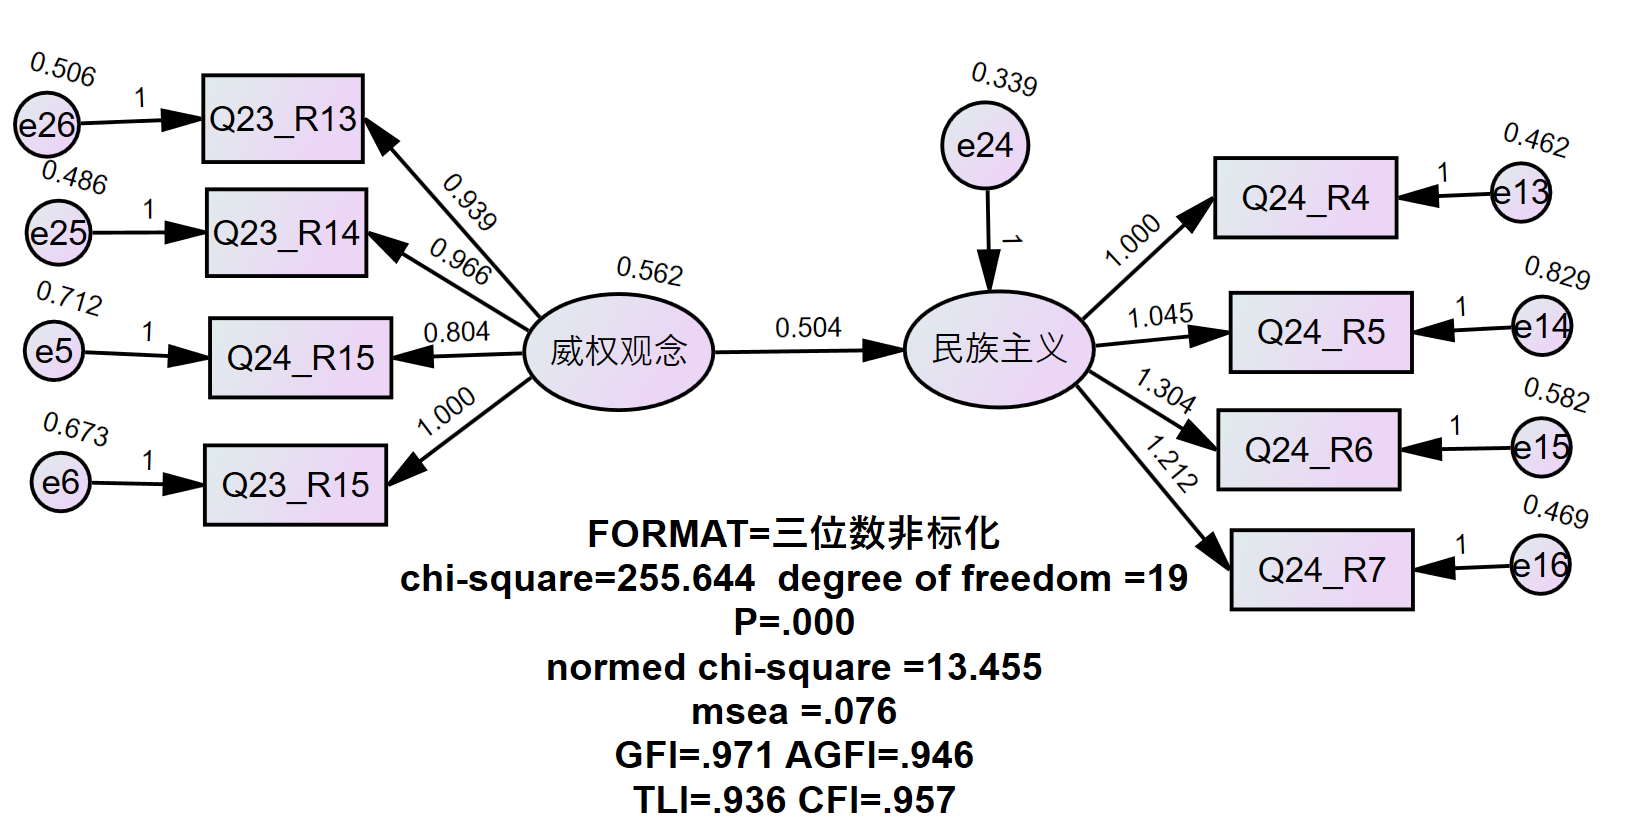 0.506
e26
1
Q23_R13
0.486
e25
1
Q23_R14
0.712
e5
1
Q24_R15
0.673
e6
1
Q23_R15
0.939
0.966
0.804
1.000
0.562
威权观念
0.504
0.339
e24
1
民族主义
1.000
1.045
1.304
1.212
Q24_R4
1
0.462
e13
Q24_R5
1
0.829
e14
Q24_R6
1
0.582
e15
Q24_R7
1
0.469
e16
FORMAT=三位数非标化
chi-square=255.644 degree of freedom =19
P=.000
normed chi-square =13.455
msea =.076
GFI=.971 AGFI=.946
TLI=.936 CFI=.957